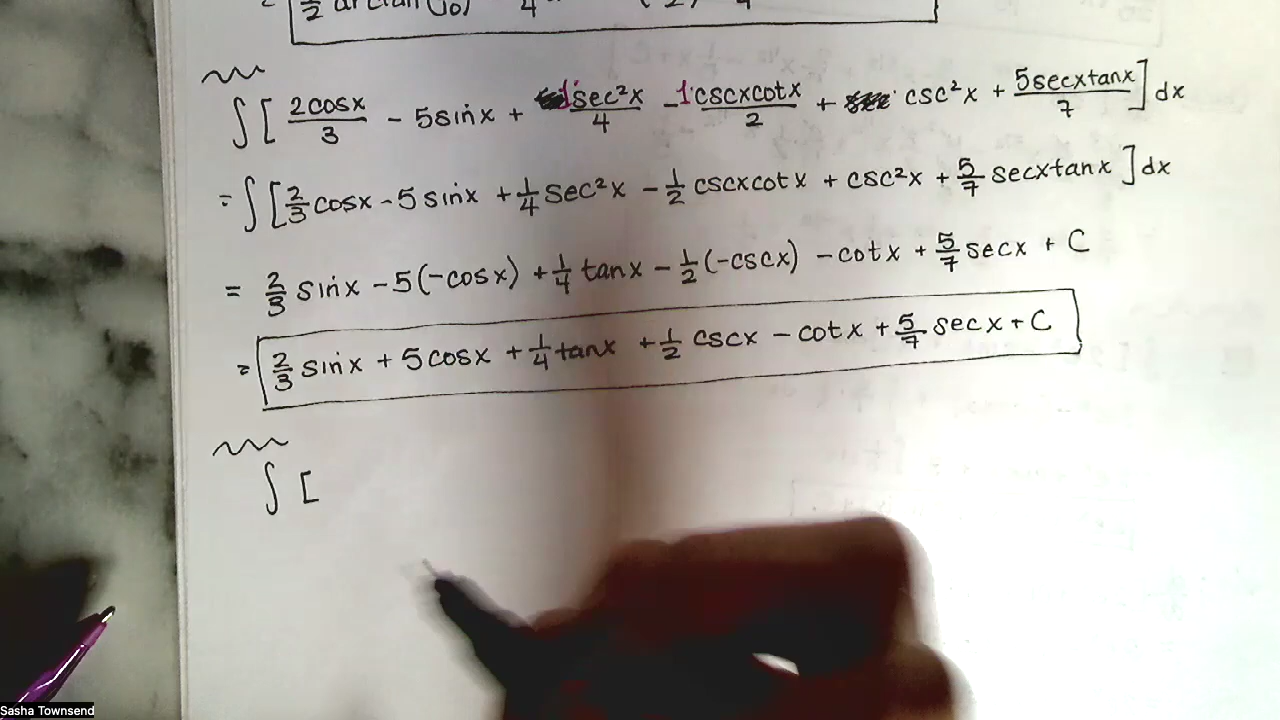 1/2 arctan
∫ [ 2cosx/3 - 5sinx + 1sec²x/4 - 1cscxcotx/2 + csc²x + 5secxtanx/7 ] dx
= ∫ [ 2/3 cosx - 5 sinx + 1/4 sec²x - 1/2 cscxcotx + csc²x + 5/7 secxtanx ] dx
= 2/3 sinx - 5(-cosx) + 1/4 tanx - 1/2 (-cscx) - cotx + 5/7 secx + C
= 2/3 sinx + 5cosx + 1/4 tanx + 1/2 cscx - cotx + 5/7 secx + C
∫ [
Sasha Townsend